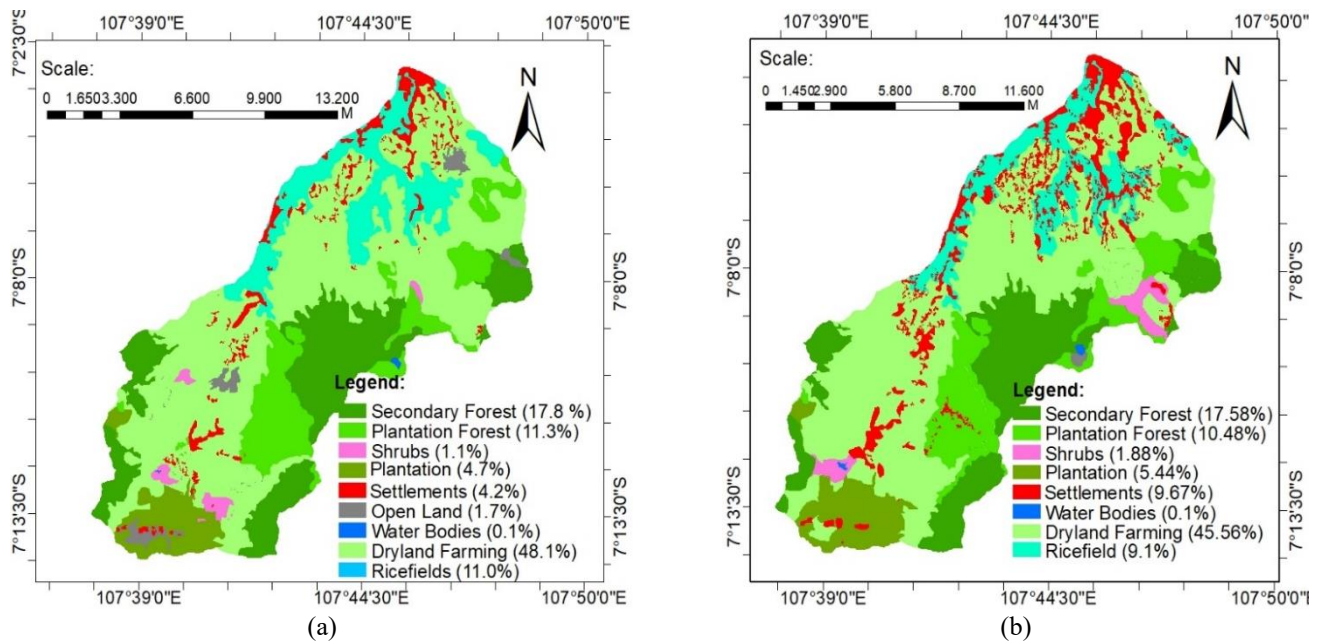 107°39'0"E 107°44'30"E 107°50'0"E
7°2'30"S
Scale:
0 1.6503.300 6.600 9.900 13.200
M
N
7°8'0"S
7°8'0"S
Legend:
Secondary Forest (17.8 %)
Plantation Forest (11.3%)
Shrubs (1.1%)
Plantation (4.7%)
Settlements (4.2%)
Open Land (1.7%)
Water Bodies (0.1%)
Dryland Farming (48.1%)
Ricefields (11.0%)
7°13'30"S
7°13'30"S
107°39'0"E 107°44'30"E 107°50'0"E
(a)
107°39'0"E 107°44'30"E 107°50'0"E
Scale:
0 1.4502.900 5.800 8.700 11.600
M
N
7°8'0"S
7°8'0"S
Legend:
Secondary Forest (17.58%)
Plantation Forest (10.48%)
Shrubs (1.88%)
Plantation (5.44%)
Settlements (9.67%)
Water Bodies (0.1%)
Dryland Farming (45.56%)
Ricefield (9.1%)
7°13'30"S
7°13'30"S
107°39'0"E 107°44'30"E 107°50'0"E
(b)